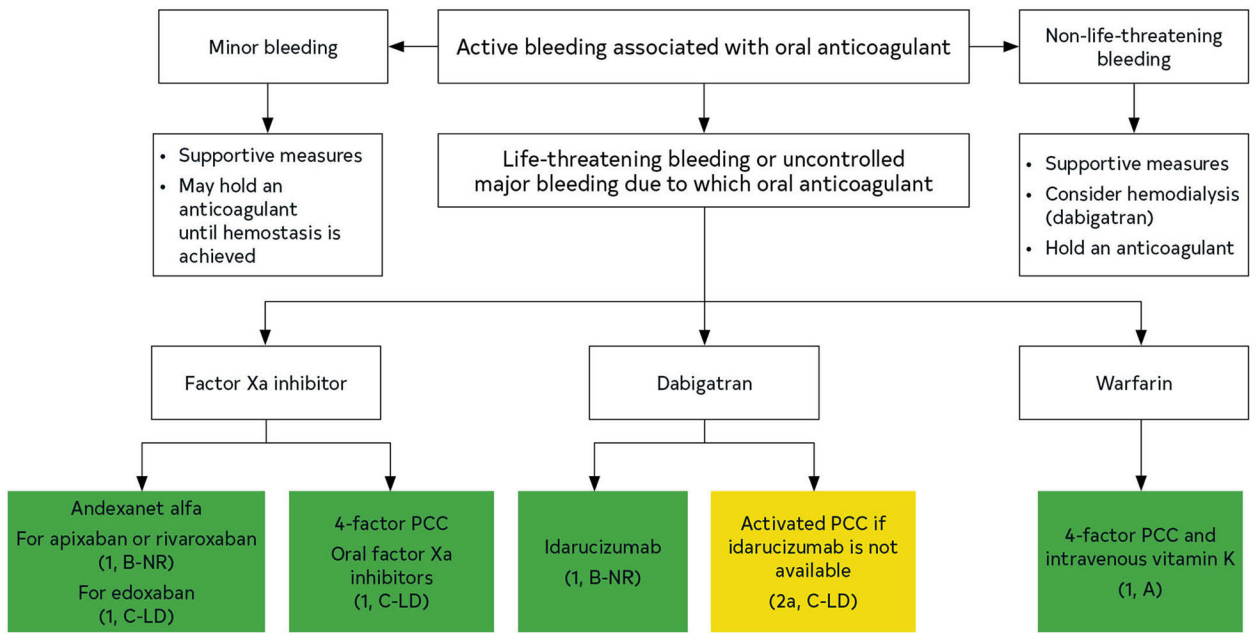 Minor bleeding
Active bleeding associated with oral anticoagulant
Non-life-threatening
bleeding
• Supportive measures
• May hold an
anticoagulant
until hemostasis is
achieved
Life-threatening bleeding or uncontrolled
major bleeding due to which oral anticoagulant
• Supportive measures
• Consider hemodialysis
(dabigatran)
• Hold an anticoagulant
Factor Xa inhibitor
Dabigatran
Warfarin
Andexanet alfa
For apixaban or rivaroxaban
(1, B-NR)
For edoxaban
(1, C-LD)
4-factor PCC
Oral factor Xa
inhibitors
(1, C-LD)
Idarucizumab
(1, B-NR)
Activated PCC if
idarucizumab is not
available
(2a, C-LD)
4-factor PCC and
intravenous vitamin K
(1, A)